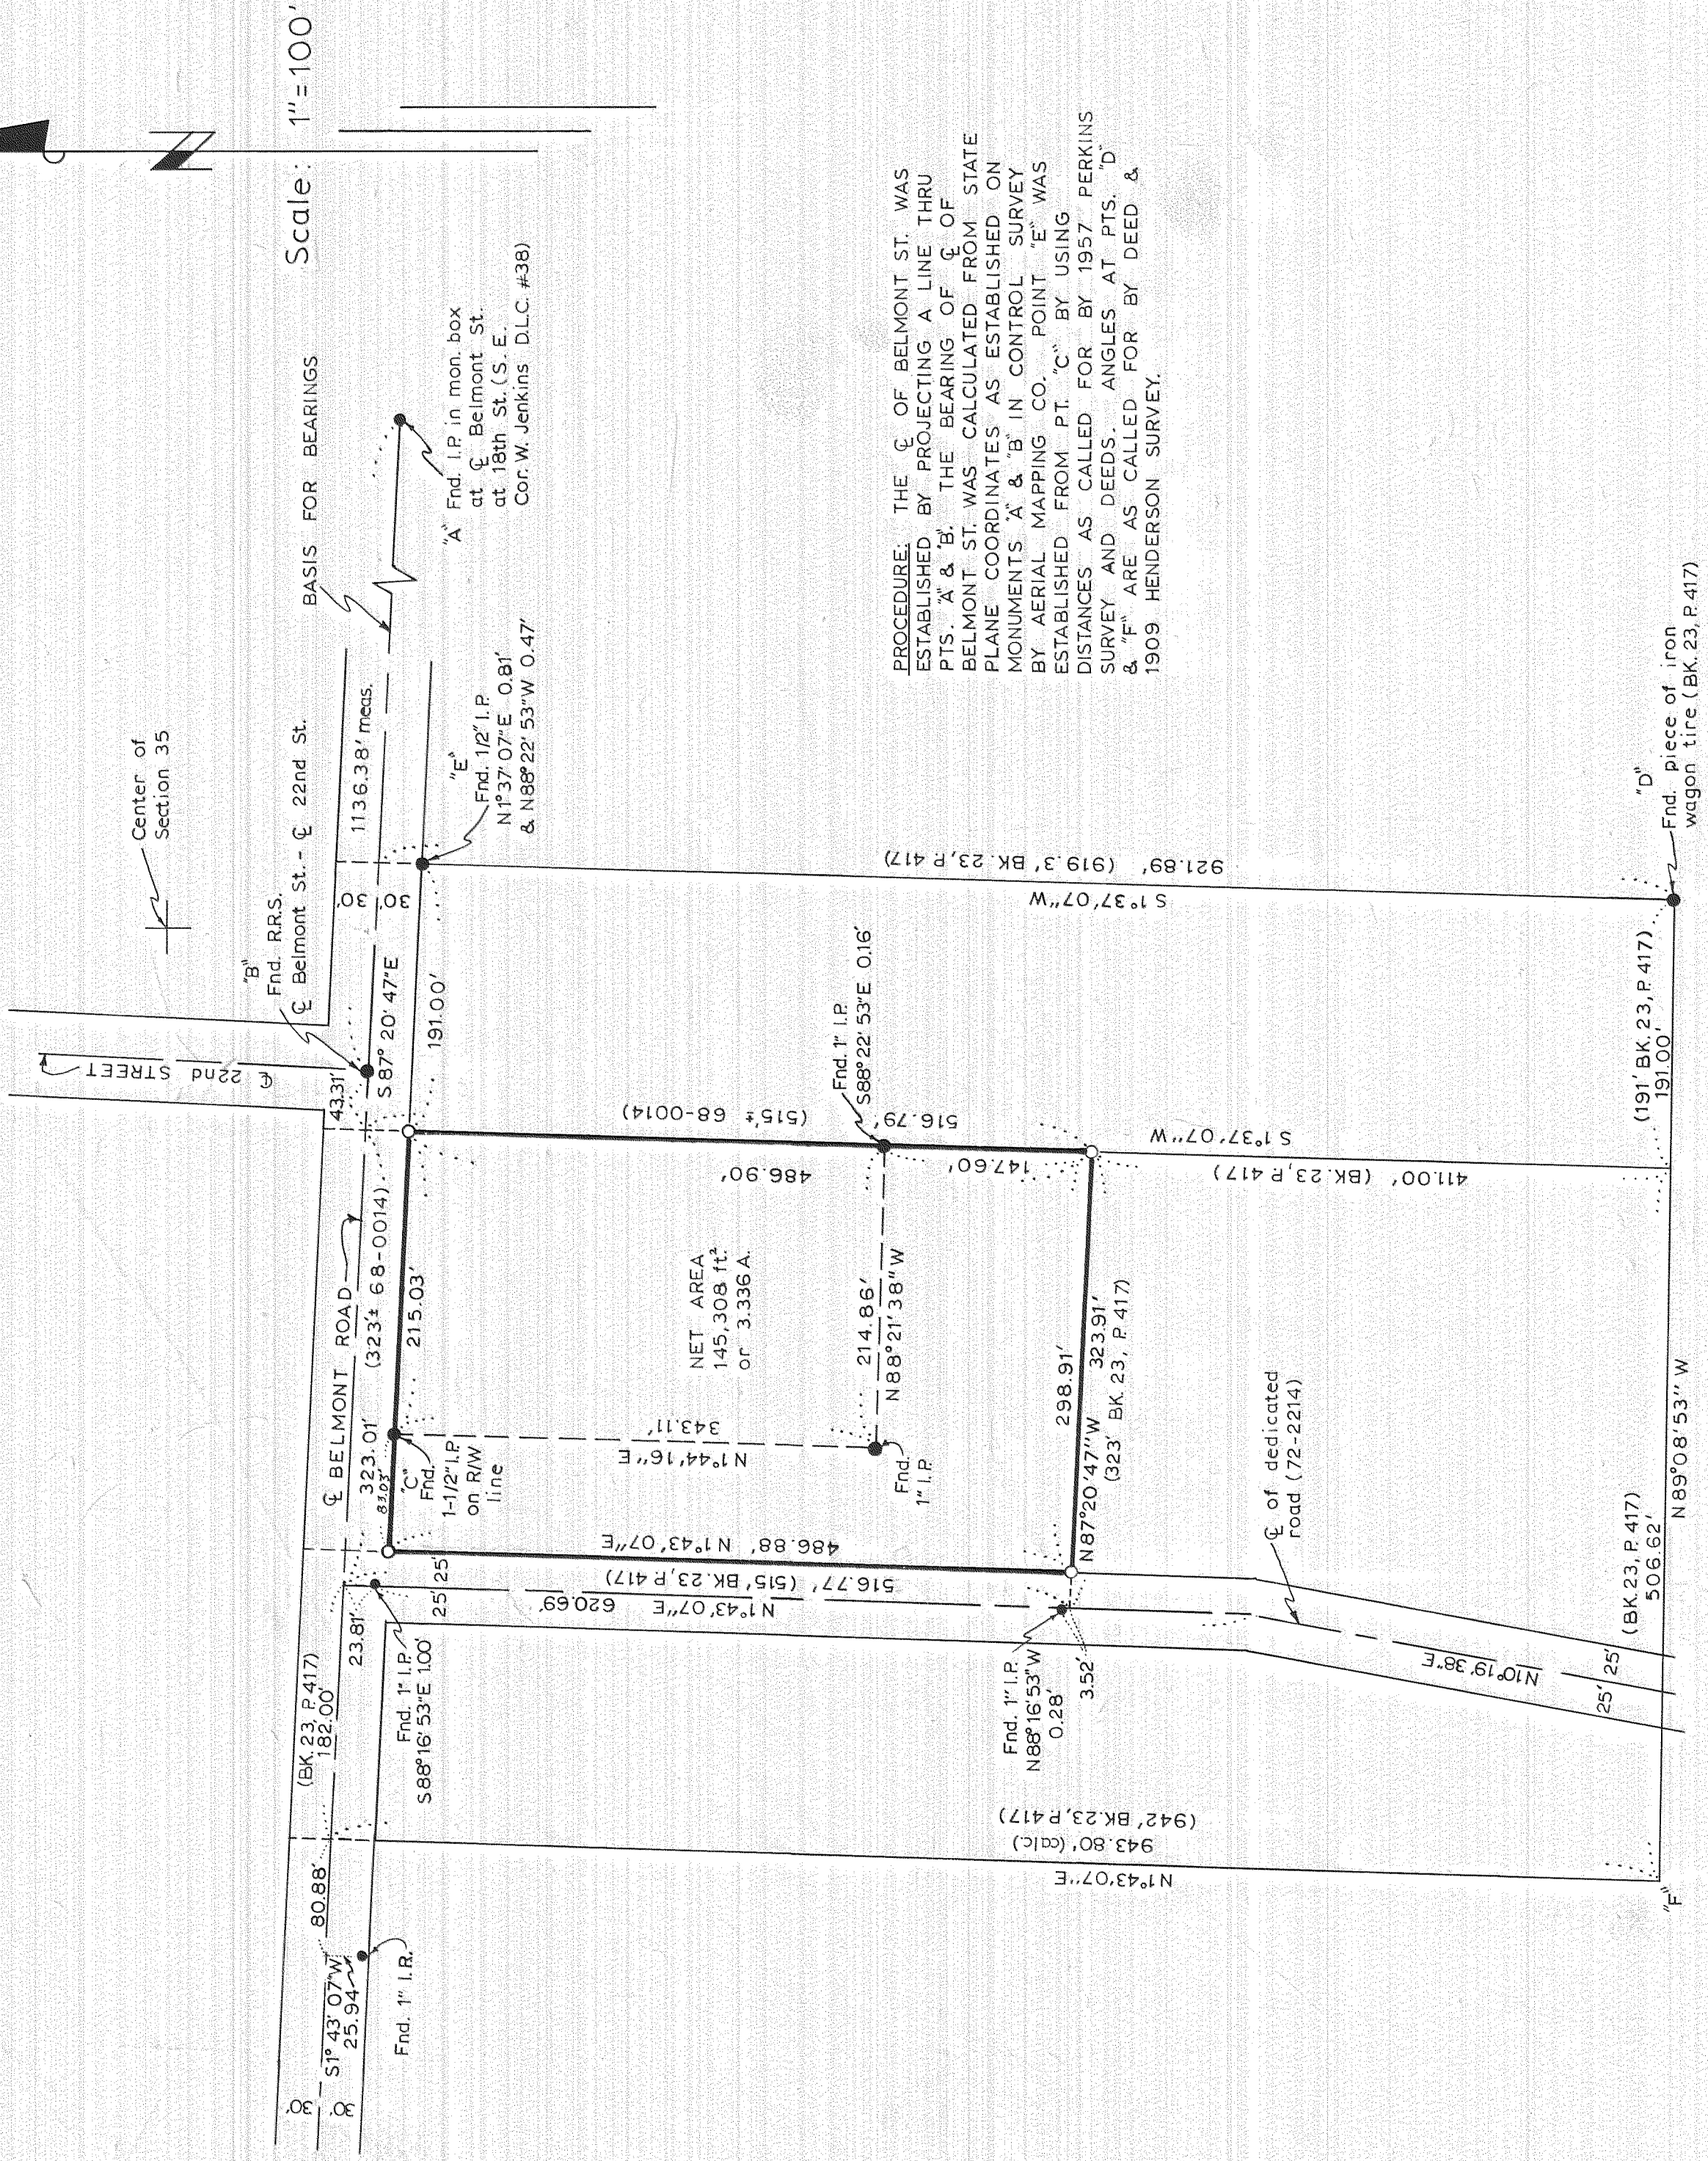 Scale: 1"=100'
N
Center of
Section 35
BASIS FOR BEARINGS
"A" Fnd. I.P. in mon. box
at ℄ Belmont St.
at 18th St. (S. E.
Cor. W. Jenkins D.L.C. #38)
"B"
Fnd. R.R.S.
℄ Belmont St.- ℄ 22nd St.
1136.38' meas.
℄ 22nd STREET
43.31'
S 87° 20' 47"E
30' 30'
191.00'
"E"
Fnd. 1/2" I.P.
N1°37'07"E 0.81'
& N88°22'53"W 0.47'
PROCEDURE: THE ℄ OF BELMONT ST. WAS
ESTABLISHED BY PROJECTING A LINE THRU
PTS. "A" & "B". THE BEARING OF ℄ OF
BELMONT ST. WAS CALCULATED FROM STATE
PLANE COORDINATES AS ESTABLISHED ON
MONUMENTS "A" & "B" IN CONTROL SURVEY
BY AERIAL MAPPING CO. POINT "E" WAS
ESTABLISHED FROM PT. "C" BY USING
DISTANCES AS CALLED FOR BY 1957 PERKINS
SURVEY AND DEEDS. ANGLES AT PTS. "D"
& "F" ARE AS CALLED FOR BY DEED &
1909 HENDERSON SURVEY.
921.89' (919.3' BK. 23, P. 417)
S 1°37'07"W
"D"
Fnd. piece of iron
wagon tire (BK. 23, P. 417)
(191' BK. 23, P. 417)
191.00'
℄ BELMONT ROAD
(323'± 68-0014)
323.01'
83.03'
215.03'
"C"
Fnd.
1-1/2" I.P.
on R/W
line
343.11'
N1°44'16"E
NET AREA
145,308 ft.²
or 3.336 A.
(515'± 68-0014)
516.79'
486.90'
147.60'
Fnd. 1" I.P.
S88°22'53"E 0.16'
214.86'
N88°21'38"W
Fnd.
1" I.P.
S 1°37'07"W
411.00' (BK. 23, P. 417)
298.91'
N87°20'47"W 323.91'
(323' BK. 23, P. 417)
486.88' N1°43'07"E
516.77' (515' BK. 23, P. 417)
N1°43'07"E 620.69'
25' 25'
Fnd. 1" I.P.
S88°16'53"E 1.00'
23.81'
(BK. 23, P. 417)
182.00'
Fnd. 1" I.P.
N88°16'53"W
0.28'
3.52'
℄ of dedicated
road (72-2214)
N10°19'38"E
25' 25'
(BK. 23, P. 417)
506.62'
N89°08'53"W
(942' BK. 23, P. 417)
943.80' (calc.)
N1°43'07"E
"F"
80.88'
S1° 43' 07"W
25.94'
Fnd. 1" I.R.
30'
30'